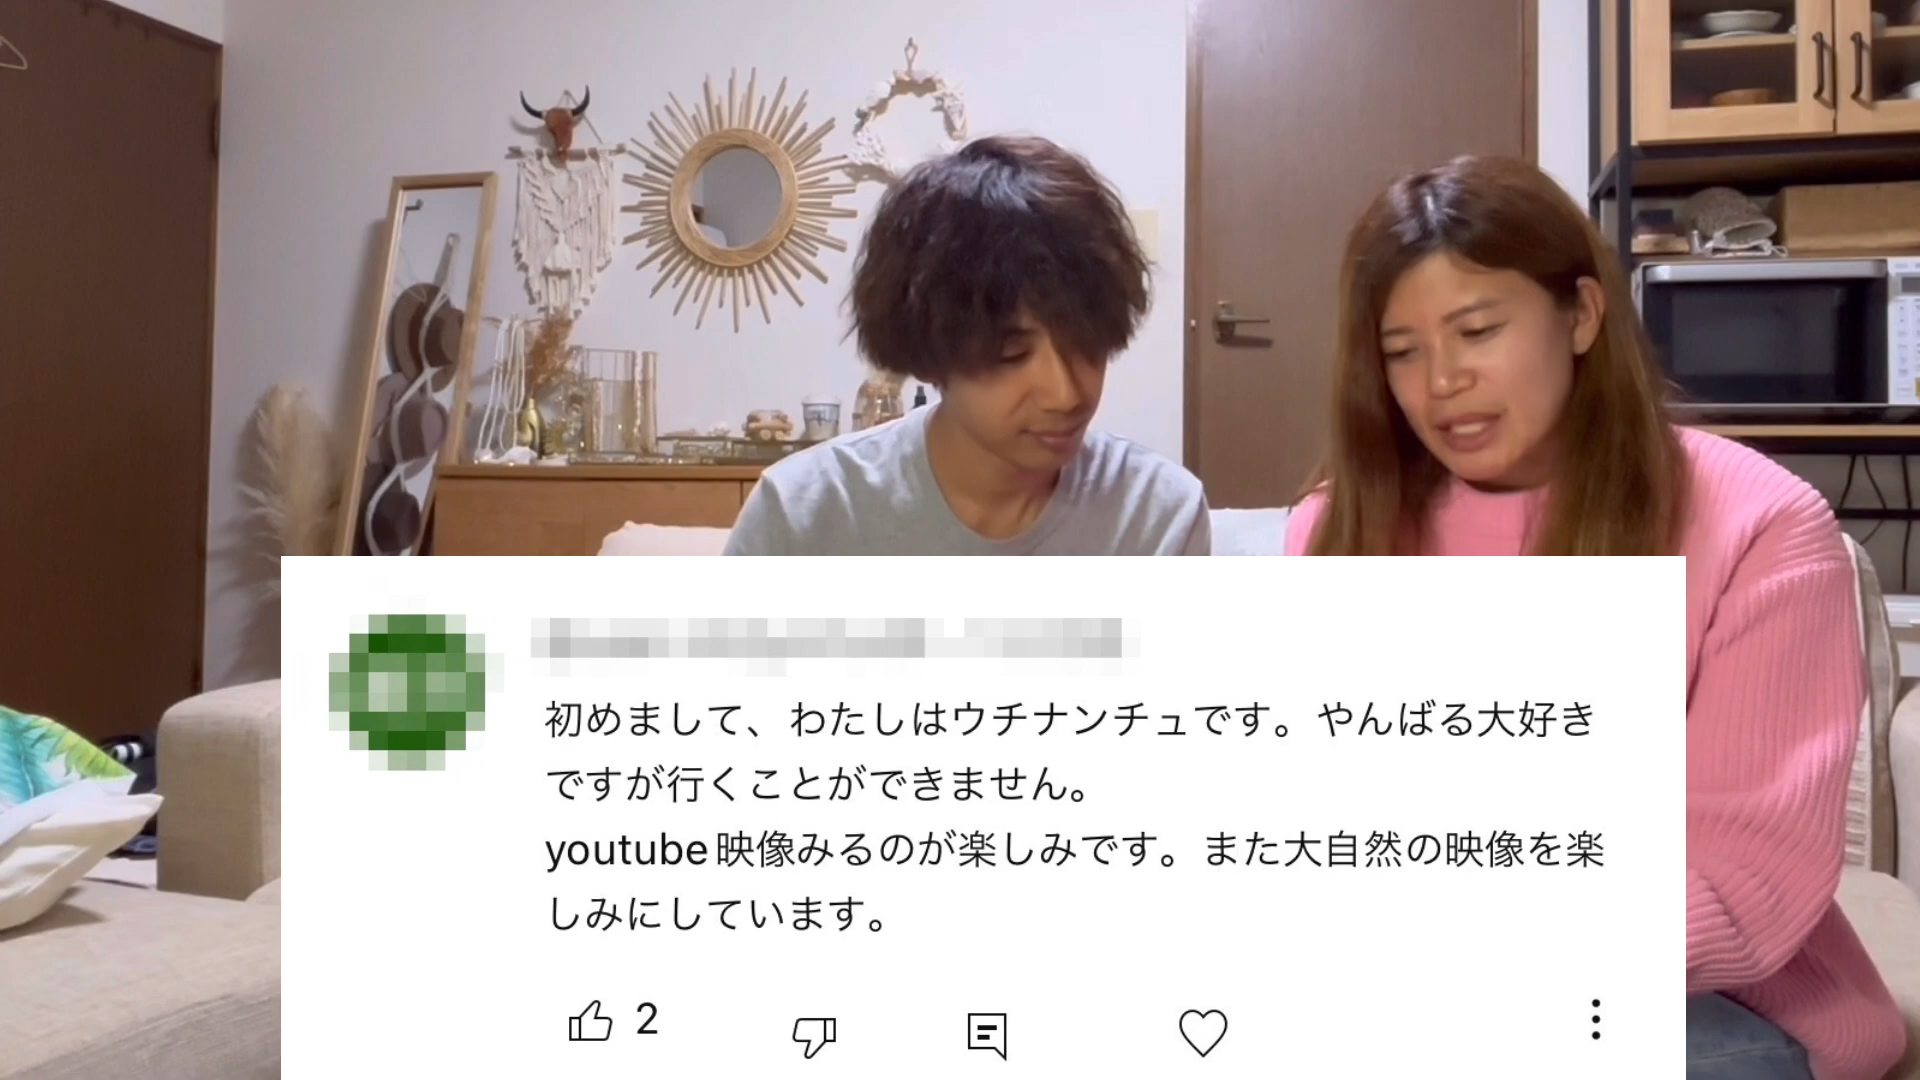 初めまして、わたしはウチナンチュです。やんばる大好き
ですが行くことができません。
youtube映像みるのが楽しみです。また大自然の映像を楽
しみにしています。
2